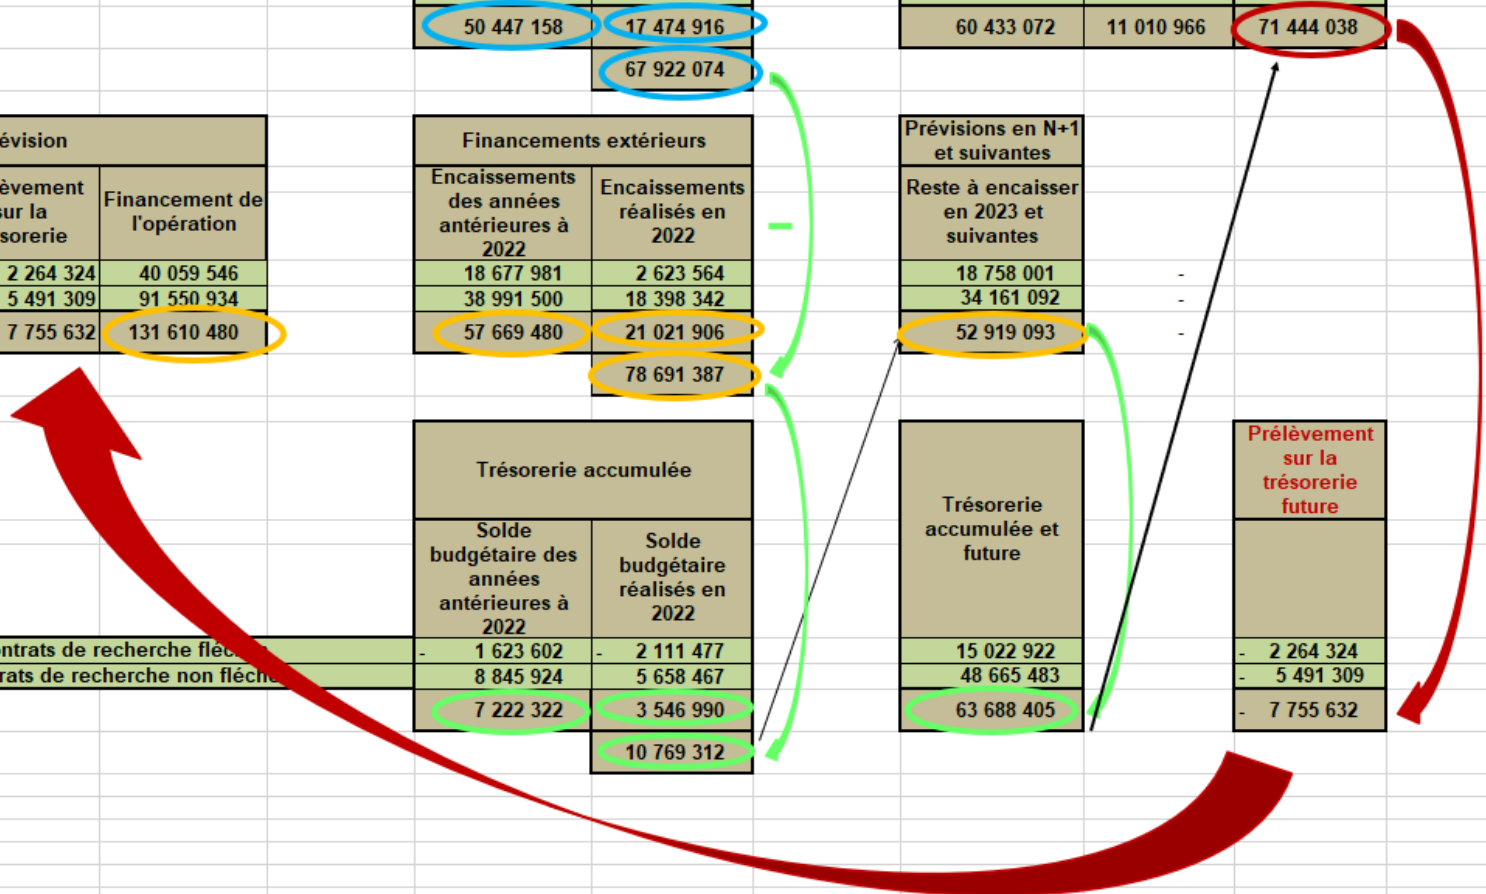 50 447 158 17 474 916 60 433 072 11 010 966 71 444 038
67 922 074
évision
Financements extérieurs
Prévisions en N+1
et suivantes
èvement
sur la
sorerie
Financement de
l'opération
Encaissements
des années
antérieures à
2022
Encaissements
réalisés en
2022
Reste à encaisser
en 2023 et
suivantes
2 264 324 40 059 546 18 677 981 2 623 564 18 758 001 -
5 491 309 91 550 934 38 991 500 18 398 342 34 161 092 -
7 755 632 131 610 480 57 669 480 21 021 906 52 919 093 -
78 691 387
Trésorerie accumulée
Trésorerie
accumulée et
future
Prélèvement
sur la
trésorerie
future
Solde
budgétaire des
années
antérieures à
2022
Solde
budgétaire
réalisés en
2022
ontrats de recherche fléc - 1 623 602 - 2 111 477 15 022 922 - 2 264 324
rats de recherche non fléch 8 845 924 5 658 467 48 665 483 - 5 491 309
7 222 322 3 546 990 63 688 405 - 7 755 632
10 769 312